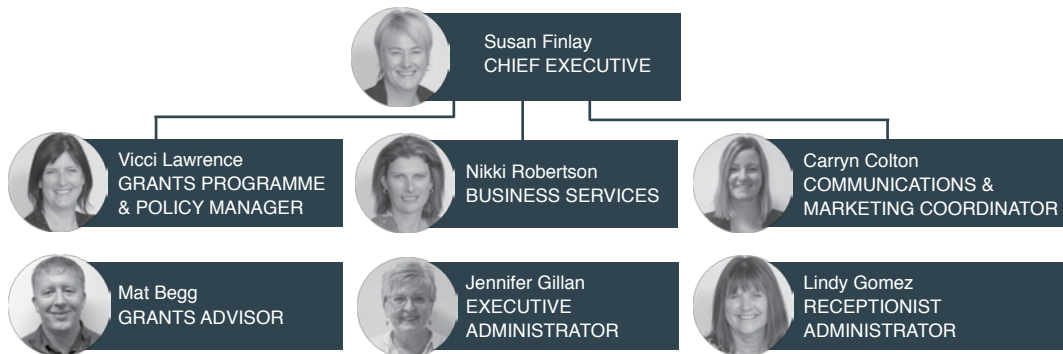 Susan Finlay
CHIEF EXECUTIVE
Vicci Lawrence
GRANTS PROGRAMME
& POLICY MANAGER
Nikki Robertson
BUSINESS SERVICES
Carryn Colton
COMMUNICATIONS &
MARKETING COORDINATOR
Mat Begg
GRANTS ADVISOR
Jennifer Gillan
EXECUTIVE
ADMINISTRATOR
Lindy Gomez
RECEPTIONIST
ADMINISTRATOR